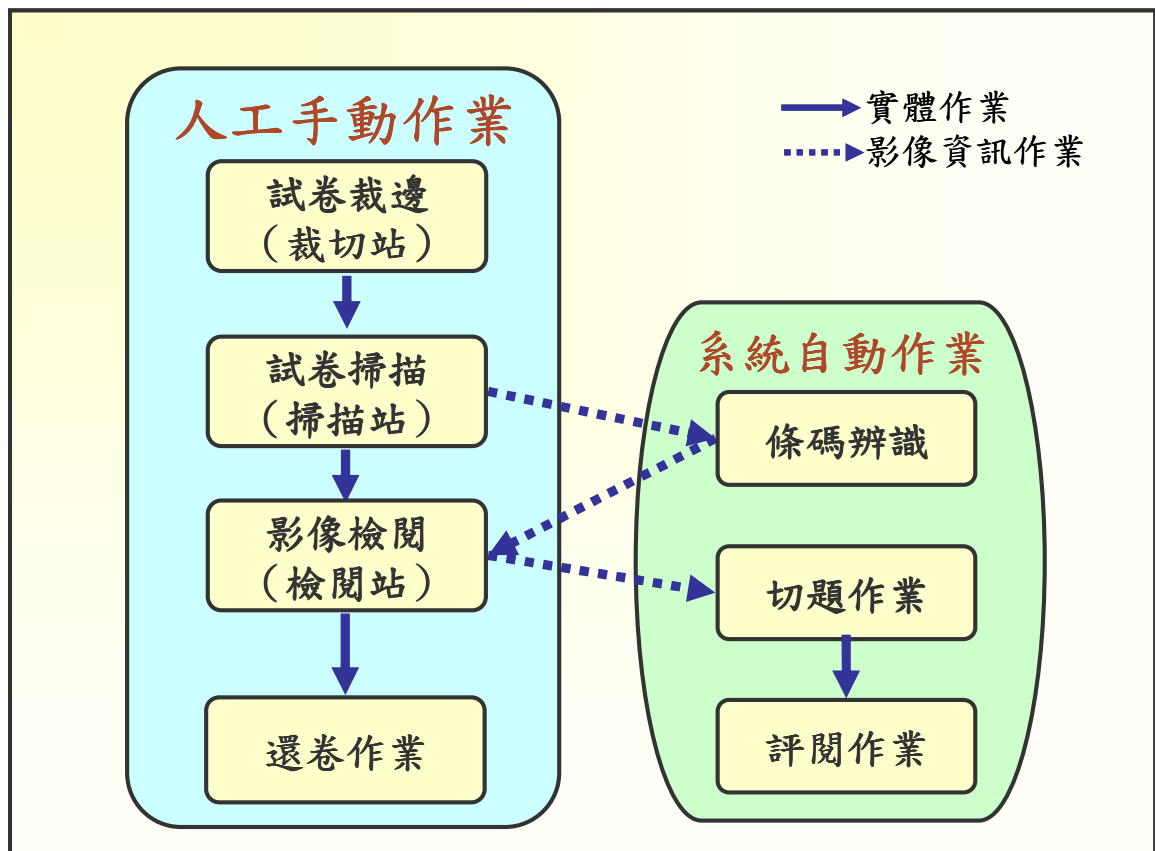 人工手動作業
試卷裁邊
（裁切站）
試卷掃描
（掃描站）
影像檢閱
（檢閱站）
還卷作業
實體作業
影像資訊作業
系統自動作業
條碼辨識
切題作業
評閱作業